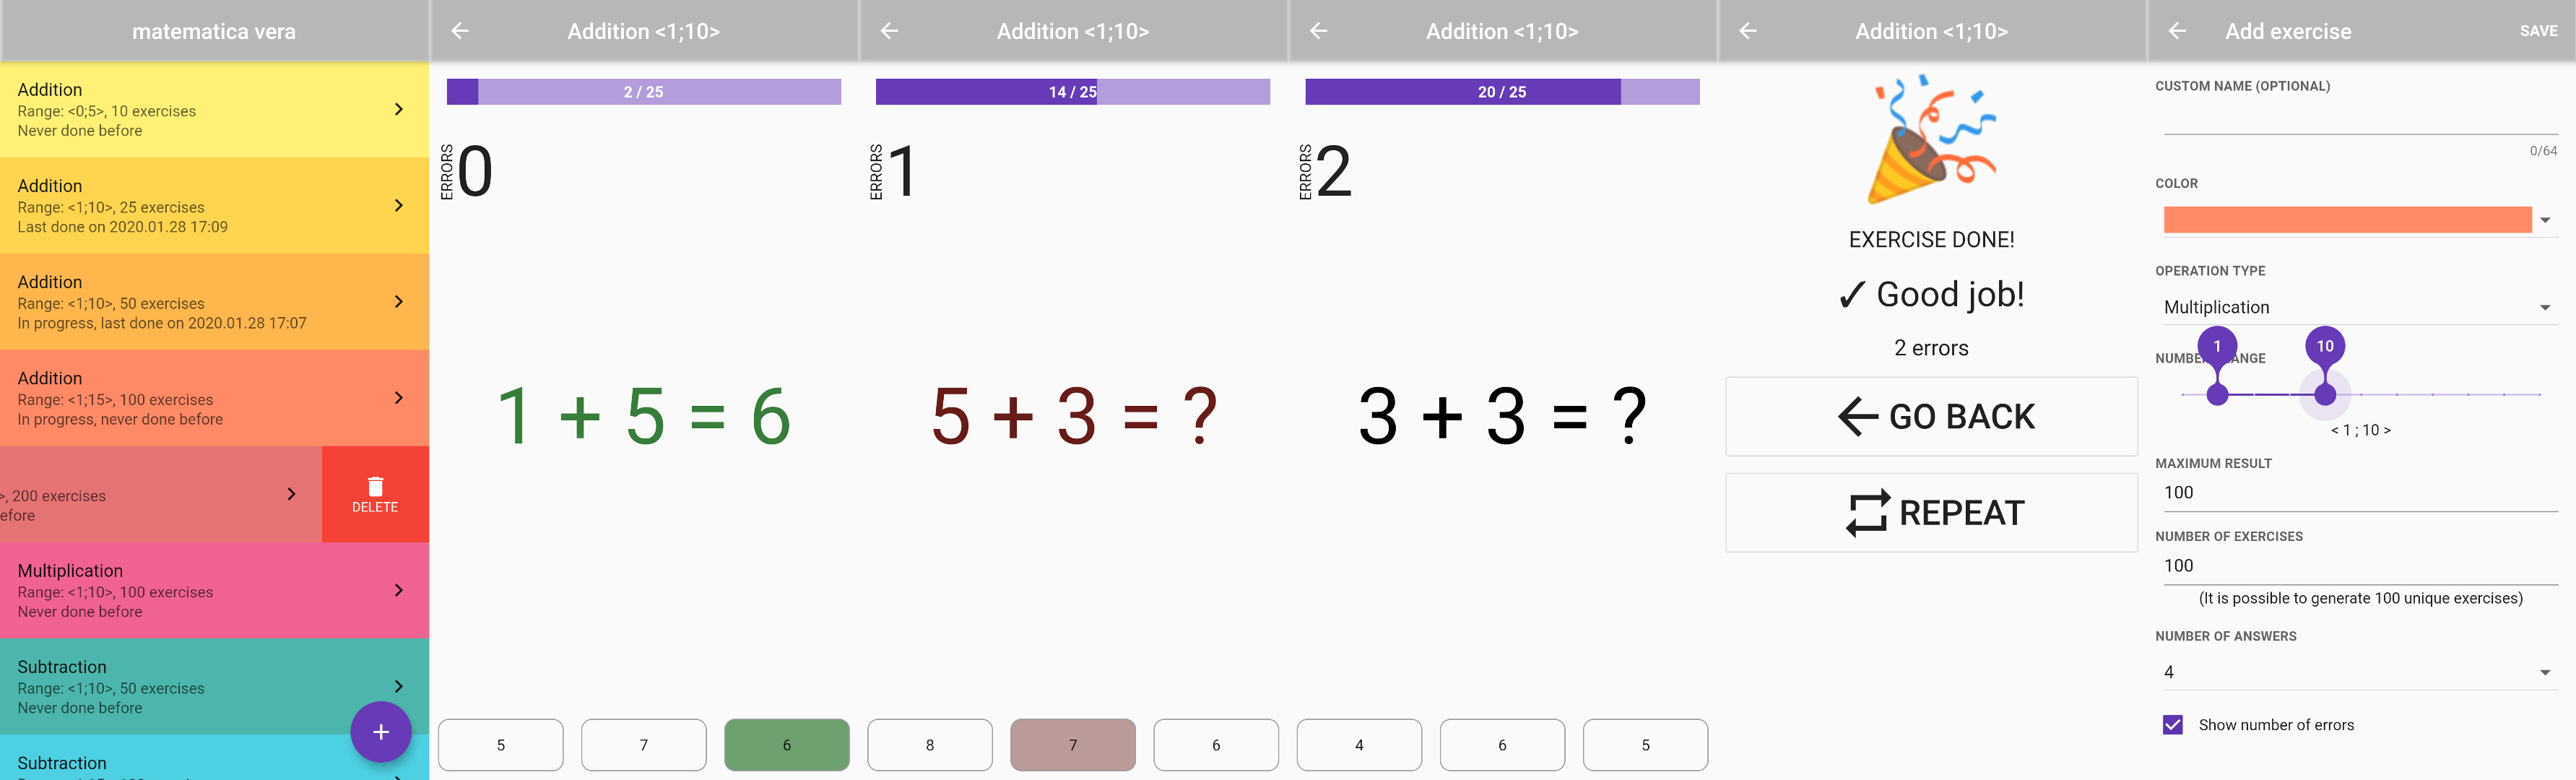 matematica vera
Addition
Range: <0;5>, 10 exercises
Never done before
Addition
Range: <1;10>, 25 exercises
Last done on 2020.01.28 17:09
Addition
Range: <1;10>, 50 exercises
In progress, last done on 2020.01.28 17:07
Addition
Range: <1;15>, 100 exercises
In progress, never done before
>, 200 exercises
efore
DELETE
Multiplication
Range: <1;10>, 100 exercises
Never done before
Subtraction
Range: <1;10>, 50 exercises
Never done before
+
Subtraction
Addition <1;10>
2 / 25
ERRORS 0
1 + 5 = 6
5 7 6
Addition <1;10>
14 / 25
ERRORS 1
5 + 3 = ?
8 7 6
Addition <1;10>
20 / 25
ERRORS 2
3 + 3 = ?
4 6 5
Addition <1;10>
EXERCISE DONE!
✓ Good job!
2 errors
GO BACK
REPEAT
Add exercise SAVE
CUSTOM NAME (OPTIONAL)
0/64
COLOR
OPERATION TYPE
Multiplication
1 10
NUMBER RANGE
< 1 ; 10 >
MAXIMUM RESULT
100
NUMBER OF EXERCISES
100
(It is possible to generate 100 unique exercises)
NUMBER OF ANSWERS
4
Show number of errors